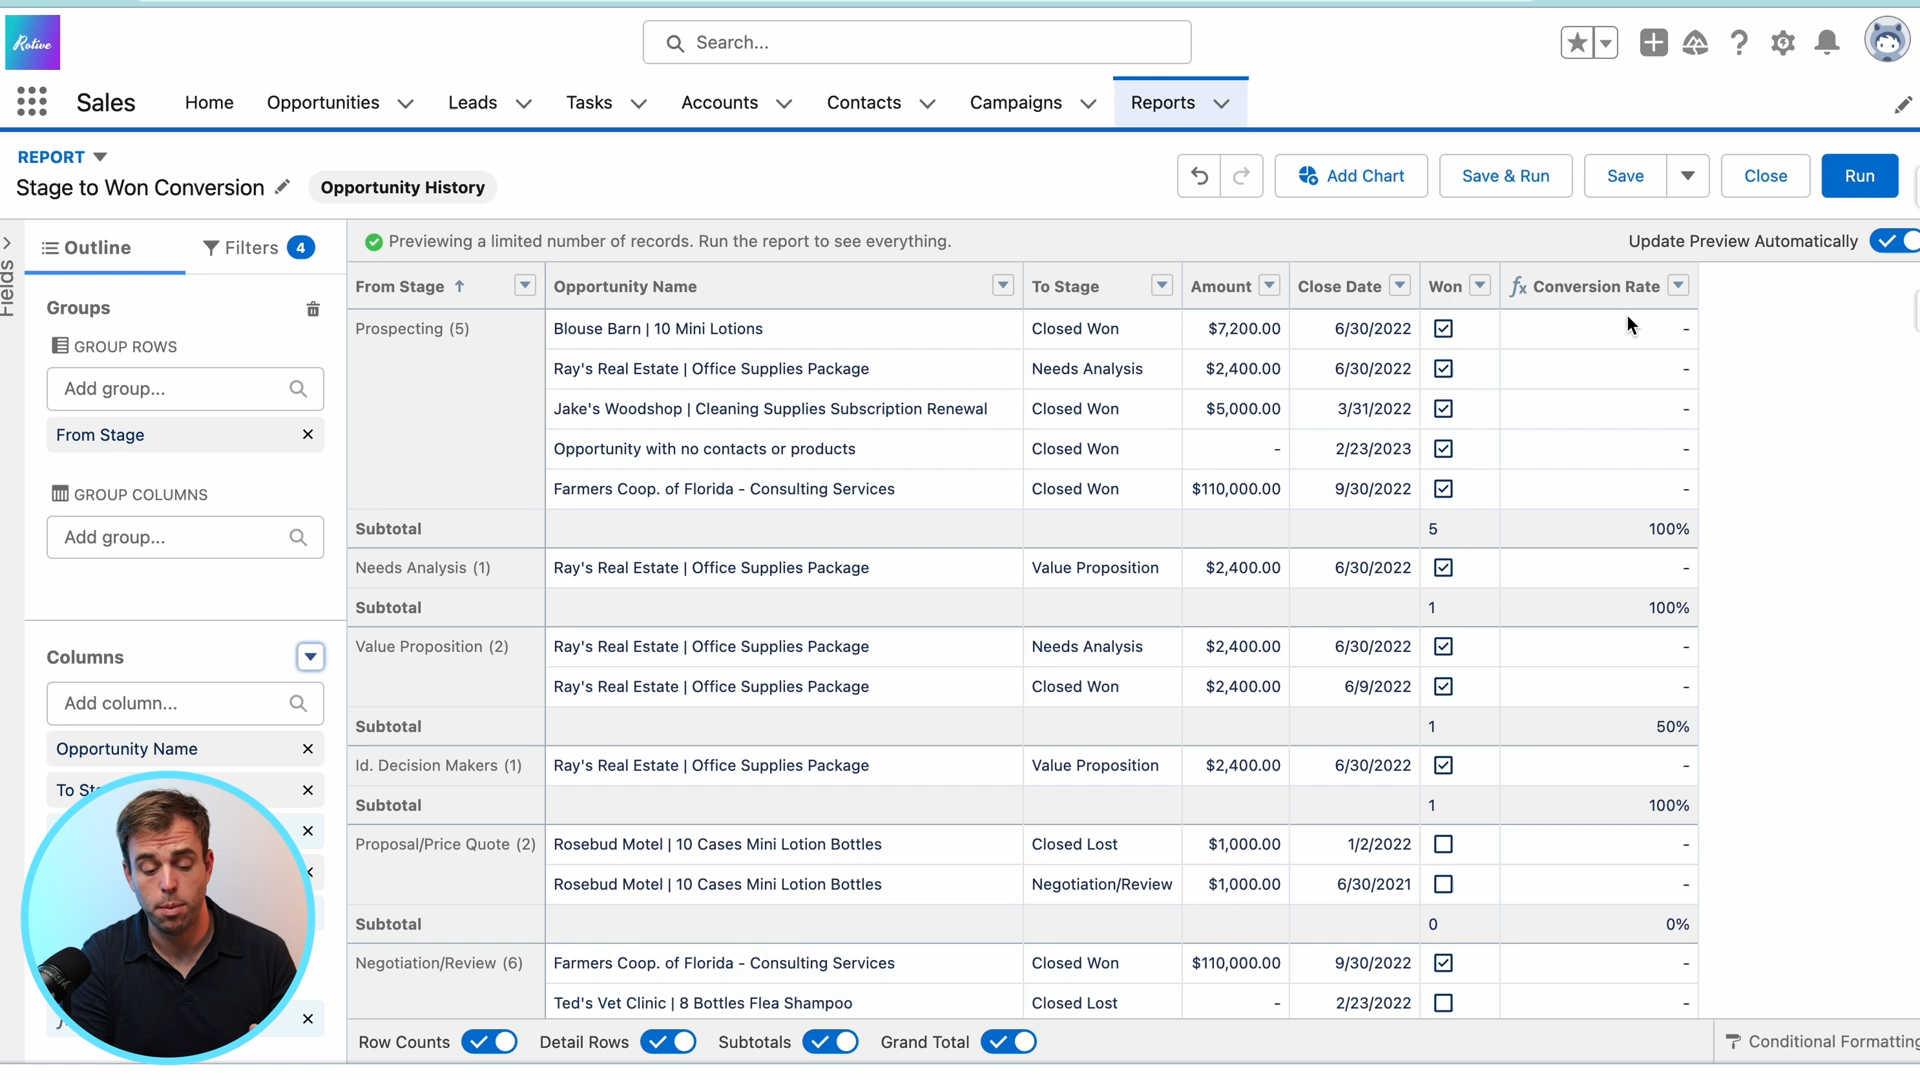 Rotive
Search...
Sales
Home
Opportunities
Leads
Tasks
Accounts
Contacts
Campaigns
Reports
REPORT
Stage to Won Conversion
Opportunity History
Add Chart
Save & Run
Save
Close
Run
Fields
Outline
Filters 4
Previewing a limited number of records. Run the report to see everything.
Update Preview Automatically
Groups
GROUP ROWS
Add group...
From Stage
GROUP COLUMNS
Add group...
Columns
Add column...
Opportunity Name
From Stage ↑ Opportunity Name To Stage Amount Close Date Won fx Conversion Rate
Prospecting (5) Blouse Barn | 10 Mini Lotions Closed Won $7,200.00 6/30/2022 -
Ray's Real Estate | Office Supplies Package Needs Analysis $2,400.00 6/30/2022 -
Jake's Woodshop | Cleaning Supplies Subscription Renewal Closed Won $5,000.00 3/31/2022 -
Opportunity with no contacts or products Closed Won - 2/23/2023 -
Farmers Coop. of Florida - Consulting Services Closed Won $110,000.00 9/30/2022 -
Subtotal 5 100%
Needs Analysis (1) Ray's Real Estate | Office Supplies Package Value Proposition $2,400.00 6/30/2022 -
Subtotal 1 100%
Value Proposition (2) Ray's Real Estate | Office Supplies Package Needs Analysis $2,400.00 6/30/2022 -
Ray's Real Estate | Office Supplies Package Closed Won $2,400.00 6/9/2022 -
Subtotal 1 50%
Id. Decision Makers (1) Ray's Real Estate | Office Supplies Package Value Proposition $2,400.00 6/30/2022 -
Subtotal 1 100%
Proposal/Price Quote (2) Rosebud Motel | 10 Cases Mini Lotion Bottles Closed Lost $1,000.00 1/2/2022 -
Rosebud Motel | 10 Cases Mini Lotion Bottles Negotiation/Review $1,000.00 6/30/2021 -
Subtotal 0 0%
Negotiation/Review (6) Farmers Coop. of Florida - Consulting Services Closed Won $110,000.00 9/30/2022 -
Ted's Vet Clinic | 8 Bottles Flea Shampoo Closed Lost - 2/23/2022 -
Row Counts
Detail Rows
Subtotals
Grand Total
Conditional Formatting